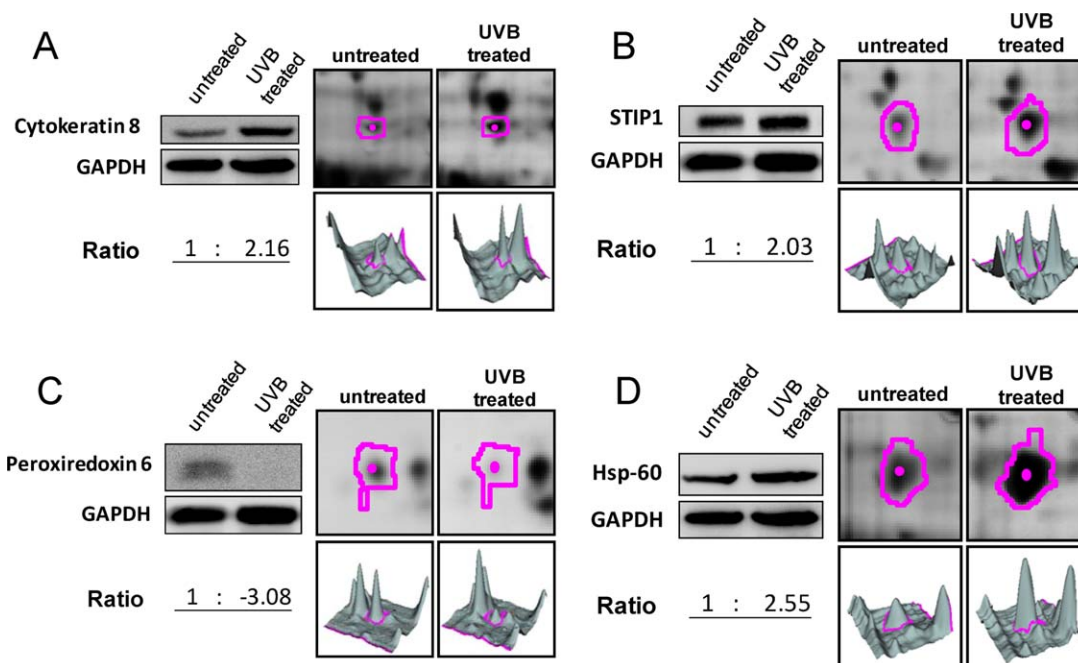 A
untreated
UVB
treated
untreated
UVB
treated
Cytokeratin 8
GAPDH
Ratio
1 : 2.16
B
untreated
UVB
treated
untreated
UVB
treated
STIP1
GAPDH
Ratio
1 : 2.03
C
untreated
UVB
treated
untreated
UVB
treated
Peroxiredoxin 6
GAPDH
Ratio
1 : -3.08
D
untreated
UVB
treated
untreated
UVB
treated
Hsp-60
GAPDH
Ratio
1 : 2.55